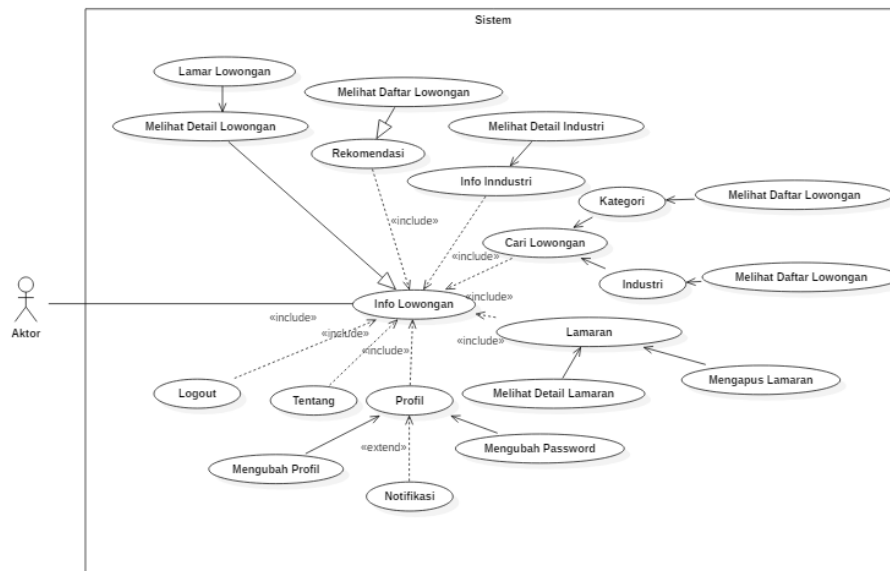 Sistem
Lamar Lowongan
Melihat Daftar Lowongan
Melihat Detail Lowongan
Melihat Detail Industri
Rekomendasi
Info Inndustri
Kategori
Melihat Daftar Lowongan
«include»
Cari Lowongan
«include»
Industri
Melihat Daftar Lowongan
Aktor
Info Lowongan
«include»
«include»
«include»
«include»
«include»
Lamaran
Logout
Tentang
Profil
Melihat Detail Lamaran
Mengapus Lamaran
Mengubah Profil
«extend»
Mengubah Password
Notifikasi